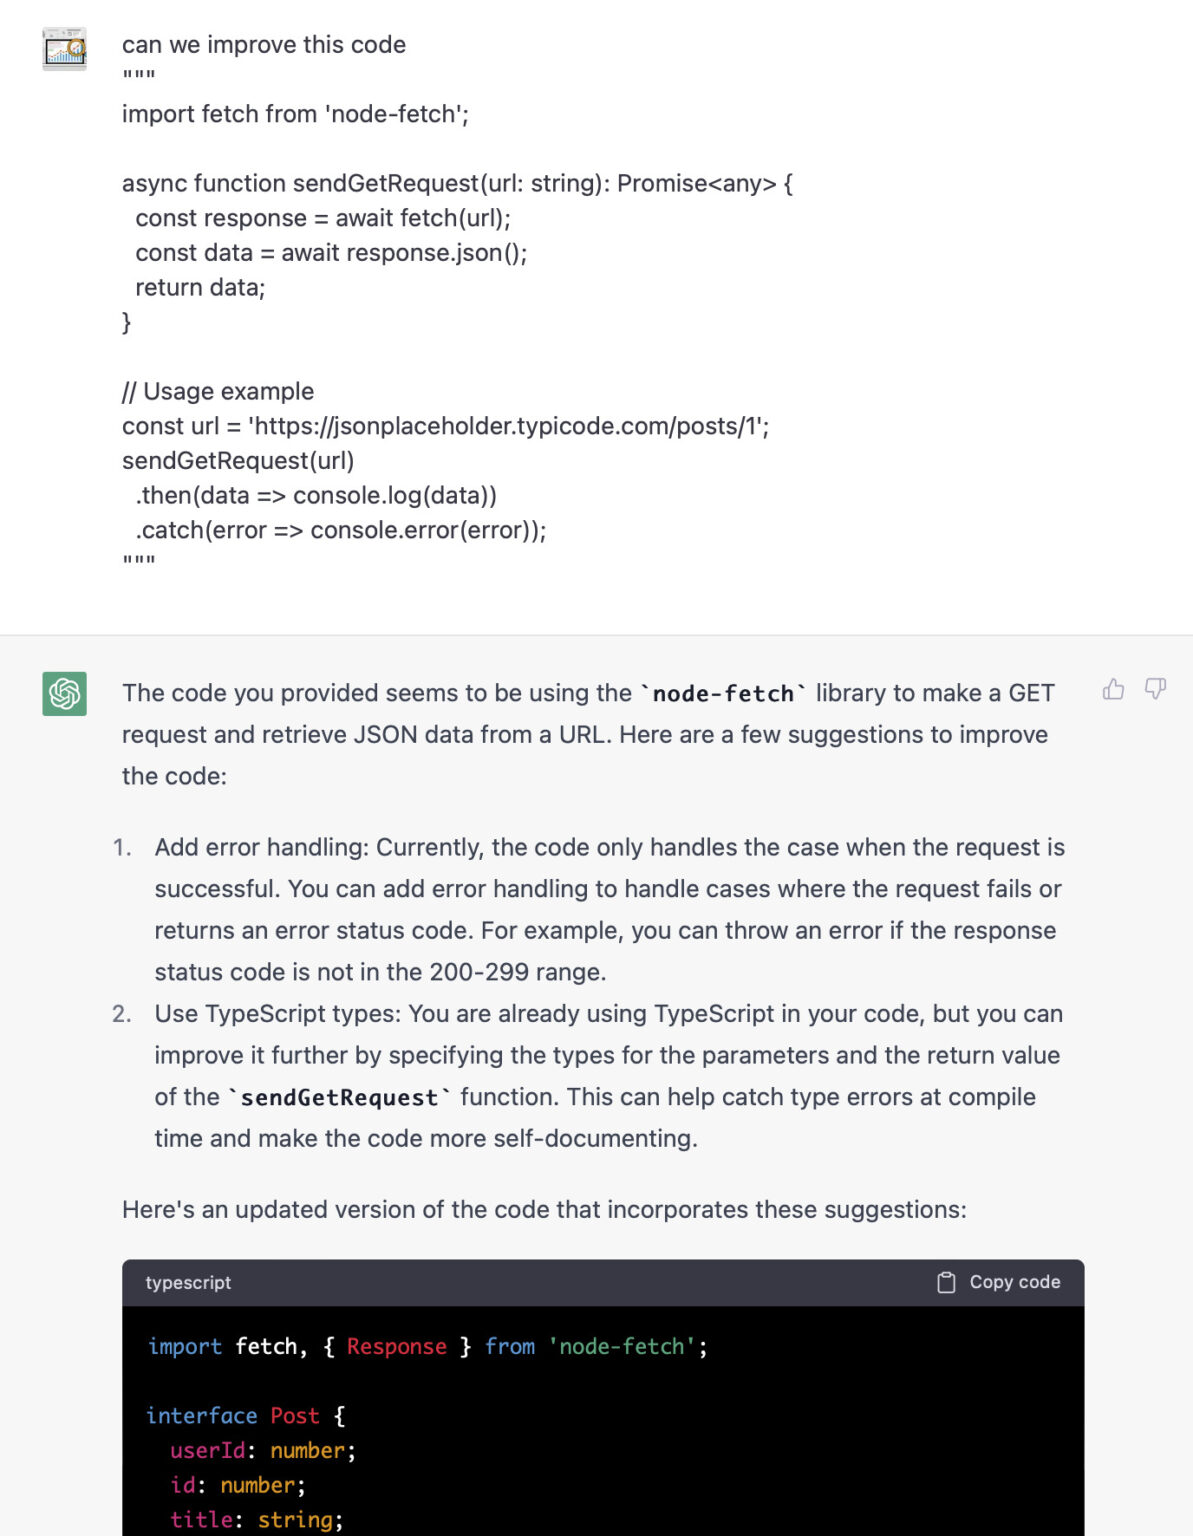 can we improve this code
"""
import fetch from 'node-fetch';
async function sendGetRequest(url: string): Promise<any> {
const response = await fetch(url);
const data = await response.json();
return data;
}
// Usage example
const url = 'https://jsonplaceholder.typicode.com/posts/1';
sendGetRequest(url)
.then(data => console.log(data))
.catch(error => console.error(error));
"""
The code you provided seems to be using the `node-fetch` library to make a GET
request and retrieve JSON data from a URL. Here are a few suggestions to improve
the code:
1. Add error handling: Currently, the code only handles the case when the request is
successful. You can add error handling to handle cases where the request fails or
returns an error status code. For example, you can throw an error if the response
status code is not in the 200-299 range.
2. Use TypeScript types: You are already using TypeScript in your code, but you can
improve it further by specifying the types for the parameters and the return value
of the `sendGetRequest` function. This can help catch type errors at compile
time and make the code more self-documenting.
Here's an updated version of the code that incorporates these suggestions:
typescript Copy code
import fetch, { Response } from 'node-fetch';
interface Post {
userId: number;
id: number;
title: string;